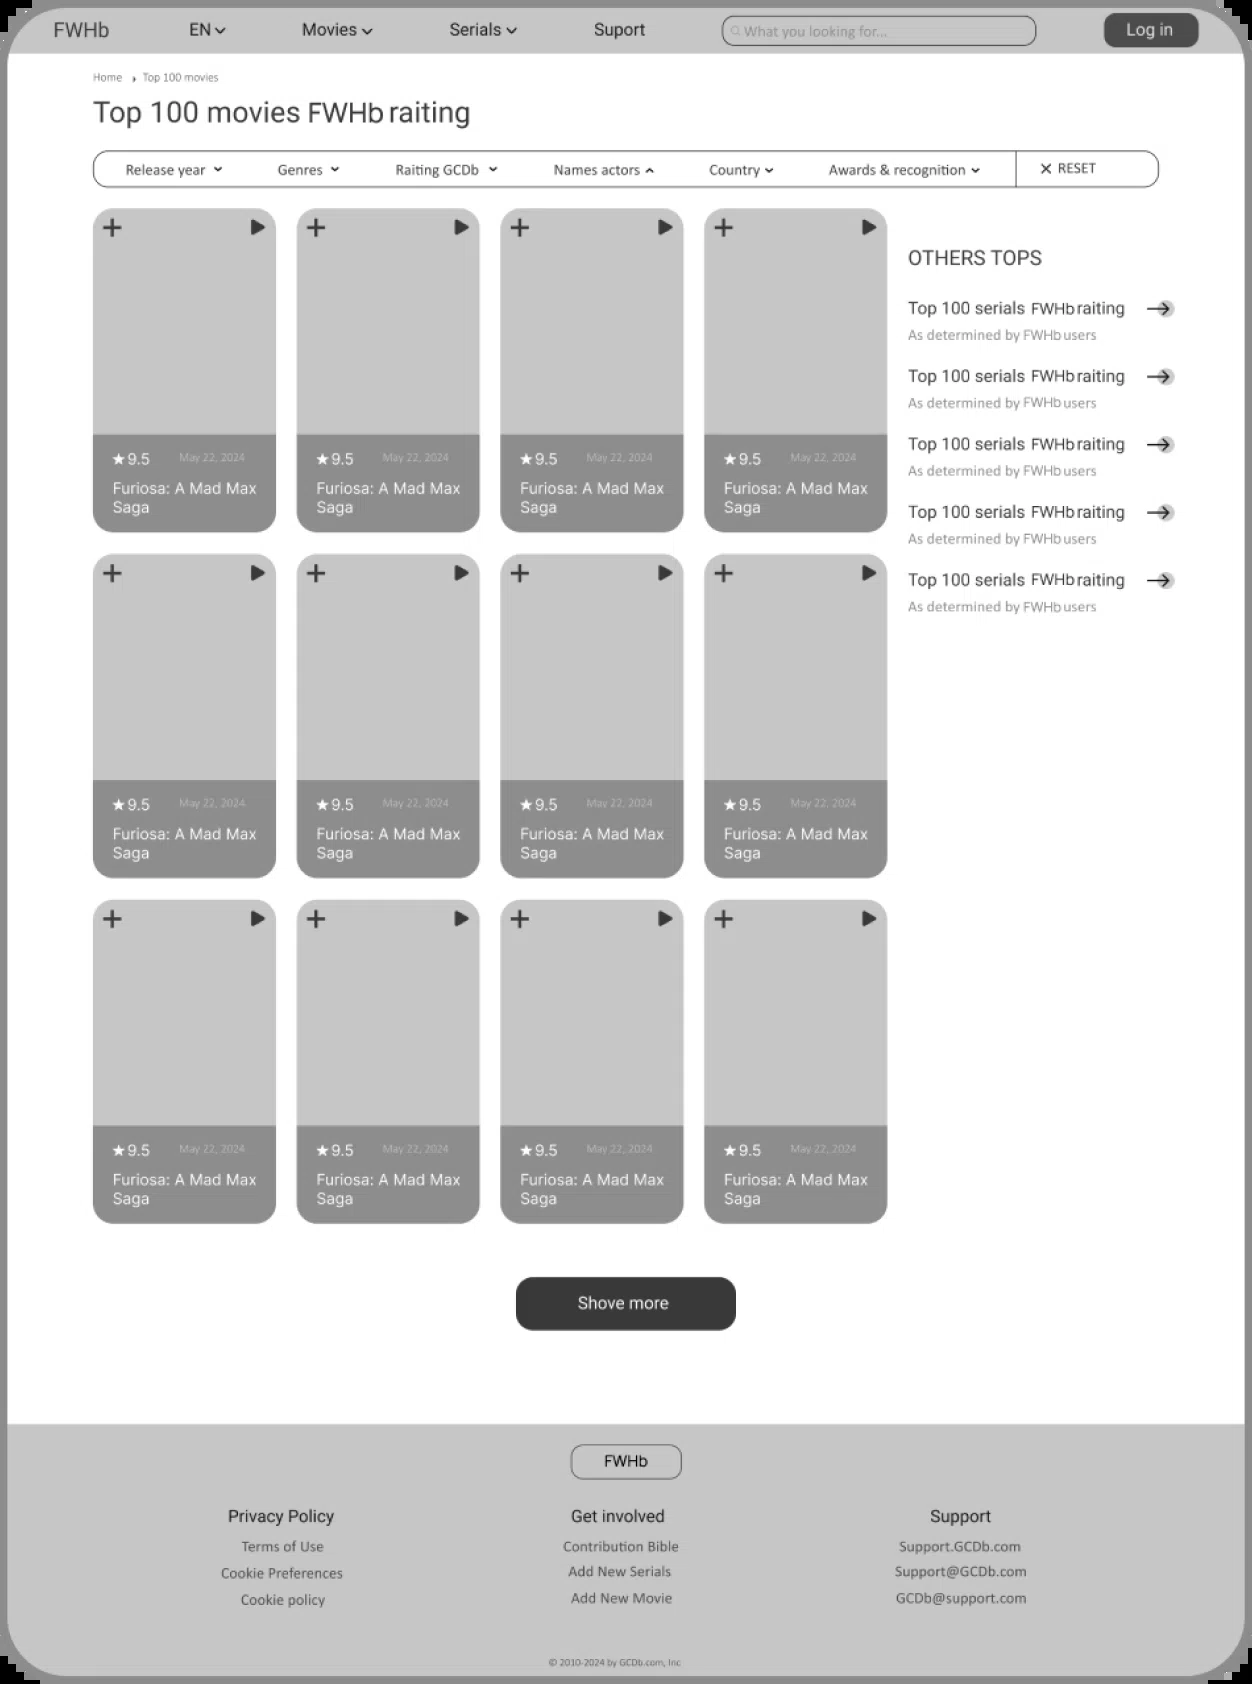 FWHb EN Movies Serials Suport What you looking for... Log in
Home Top 100 movies
Top 100 movies FWHb raiting
Release year Genres Raiting GCDb Names actors Country Awards & recognition RESET
9.5 May 22, 2024
Furiosa: A Mad Max
Saga
9.5 May 22, 2024
Furiosa: A Mad Max
Saga
9.5 May 22, 2024
Furiosa: A Mad Max
Saga
9.5 May 22, 2024
Furiosa: A Mad Max
Saga
OTHERS TOPS
Top 100 serials FWHb raiting
As determined by FWHb users
Top 100 serials FWHb raiting
As determined by FWHb users
Top 100 serials FWHb raiting
As determined by FWHb users
Top 100 serials FWHb raiting
As determined by FWHb users
Top 100 serials FWHb raiting
As determined by FWHb users
9.5 May 22, 2024
Furiosa: A Mad Max
Saga
9.5 May 22, 2024
Furiosa: A Mad Max
Saga
9.5 May 22, 2024
Furiosa: A Mad Max
Saga
9.5 May 22, 2024
Furiosa: A Mad Max
Saga
9.5 May 22, 2024
Furiosa: A Mad Max
Saga
9.5 May 22, 2024
Furiosa: A Mad Max
Saga
9.5 May 22, 2024
Furiosa: A Mad Max
Saga
9.5 May 22, 2024
Furiosa: A Mad Max
Saga
Shove more
FWHb
Privacy Policy
Terms of Use
Cookie Preferences
Cookie policy
Get involved
Contribution Bible
Add New Serials
Add New Movie
Support
Support.GCDb.com
Support@GCDb.com
GCDb@support.com
© 2010-2024 by GCDb.com, Inc